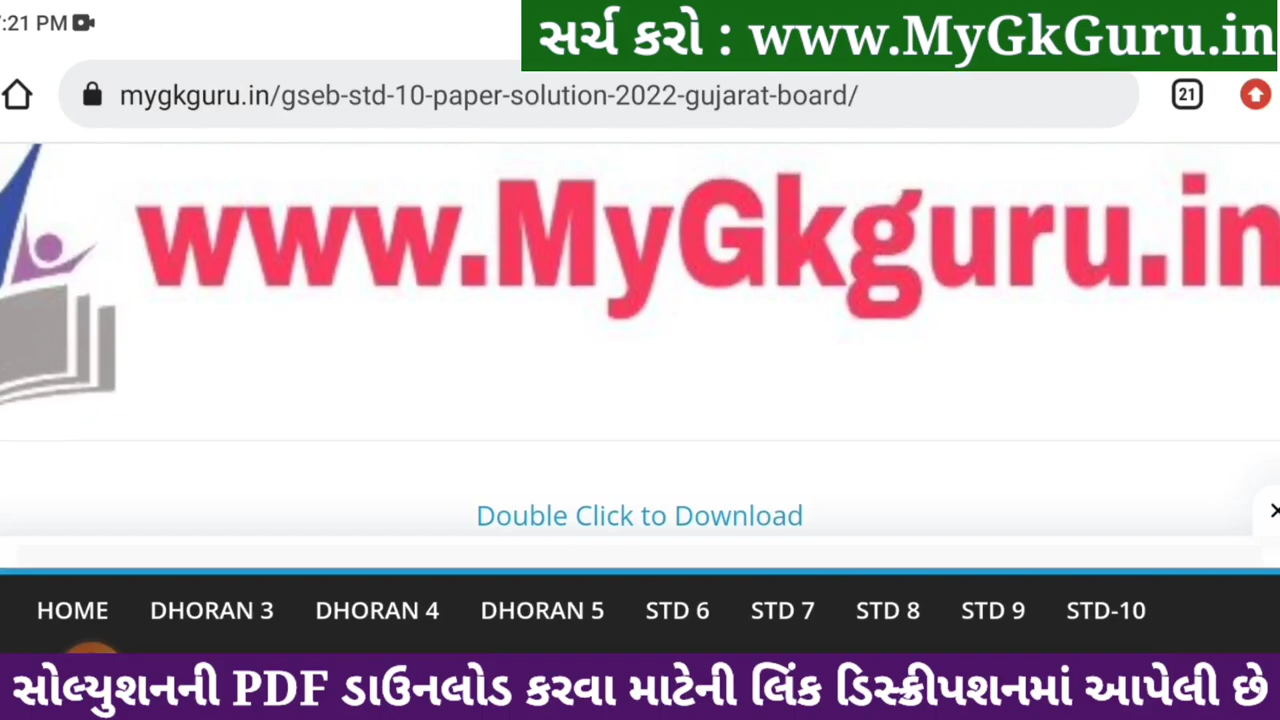 :21 PM
સર્ચ કરો : www.MyGkGuru.in
mygkguru.in/gseb-std-10-paper-solution-2022-gujarat-board/
21
www.MyGkguru.in
Double Click to Download
HOME DHORAN 3 DHORAN 4 DHORAN 5 STD 6 STD 7 STD 8 STD 9 STD-10
સોલ્યુશનની PDF ડાઉનલોડ કરવા માટેની લિંક ડિસ્ક્રીપશનમાં આપેલી છે